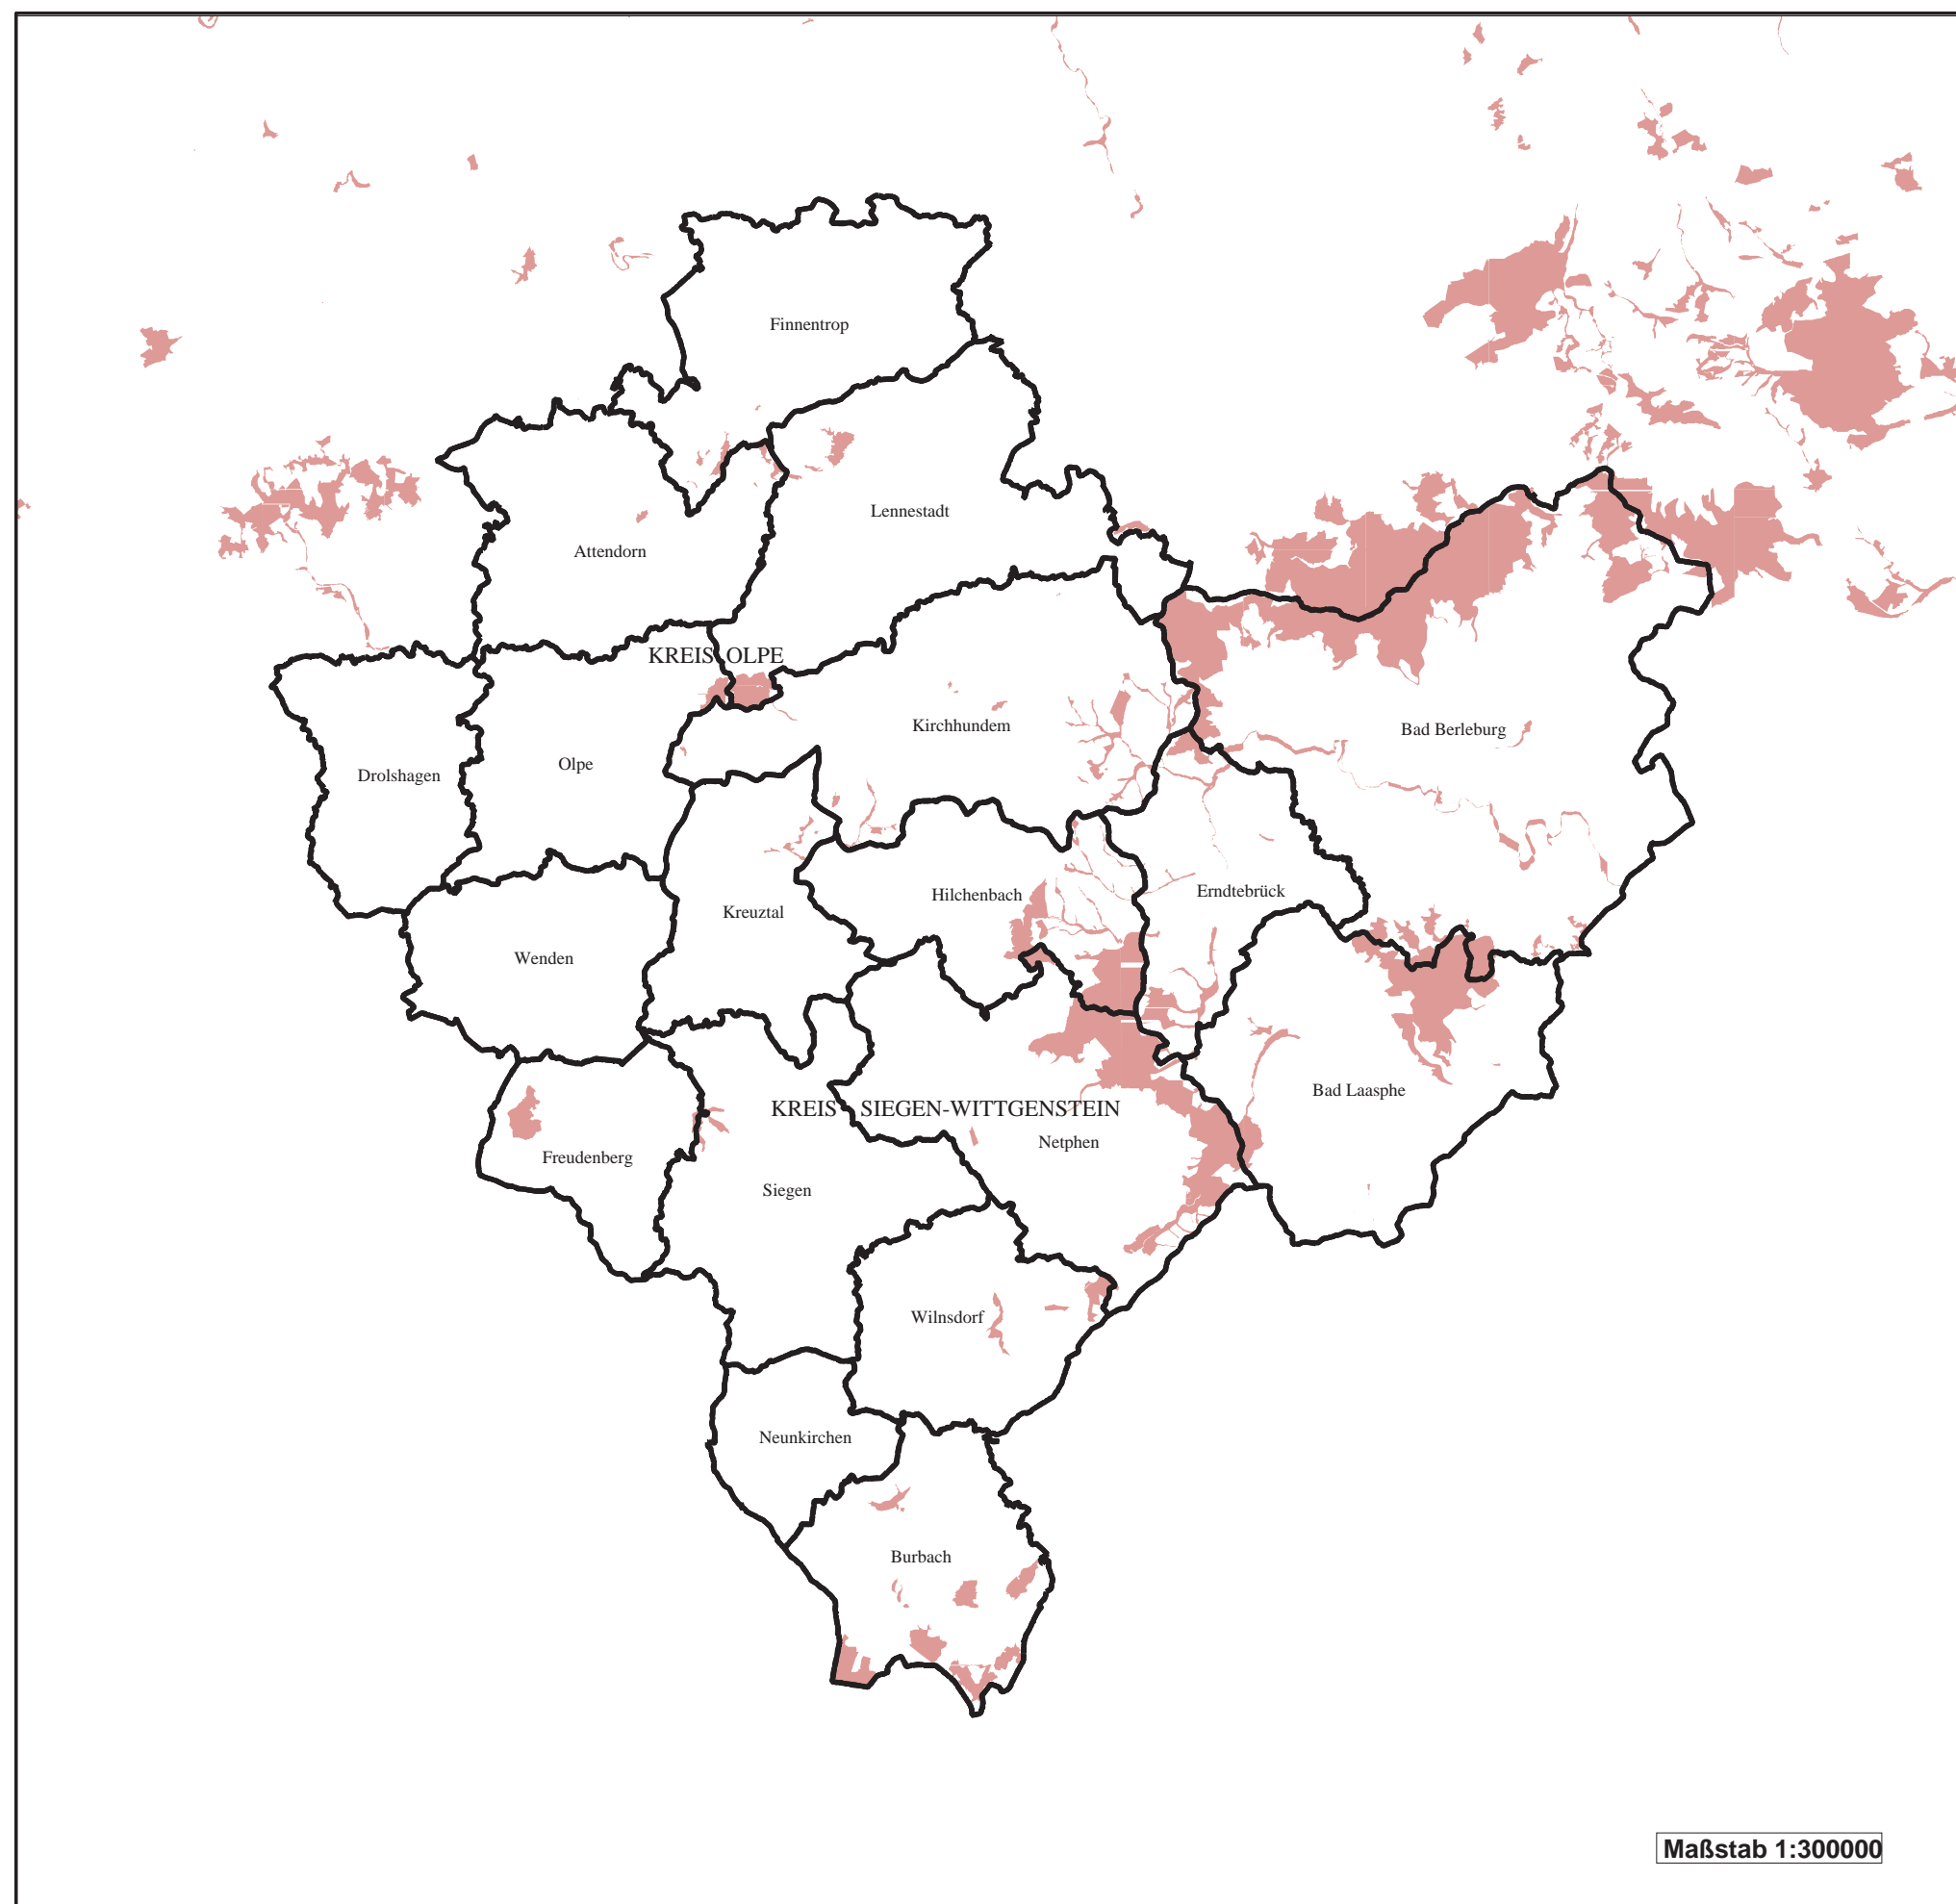 Finnentrop
Lennestadt
Attendorn
KREIS OLPE
Kirchhundem
Bad Berleburg
Olpe
Drolshagen
Erndtebrück
Hilchenbach
Kreuztal
Wenden
Bad Laasphe
KREIS SIEGEN-WITTGENSTEIN
Netphen
Freudenberg
Siegen
Wilnsdorf
Neunkirchen
Burbach
Maßstab 1:300000